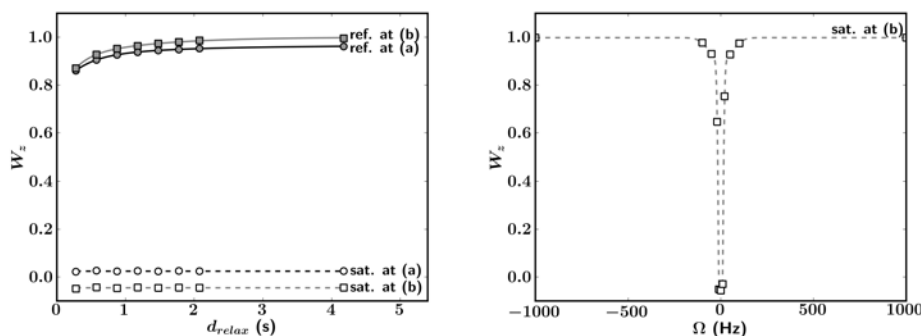 ref. at (b)
ref. at (a)
sat. at (a)
sat. at (b)
1.0
0.8
0.6
0.4
0.2
0.0
W_z
0 1 2 3 4 5
d_relax (s)
sat. at (b)
1.0
0.8
0.6
0.4
0.2
0.0
W_z
−1000 −500 0 500 1000
Ω (Hz)